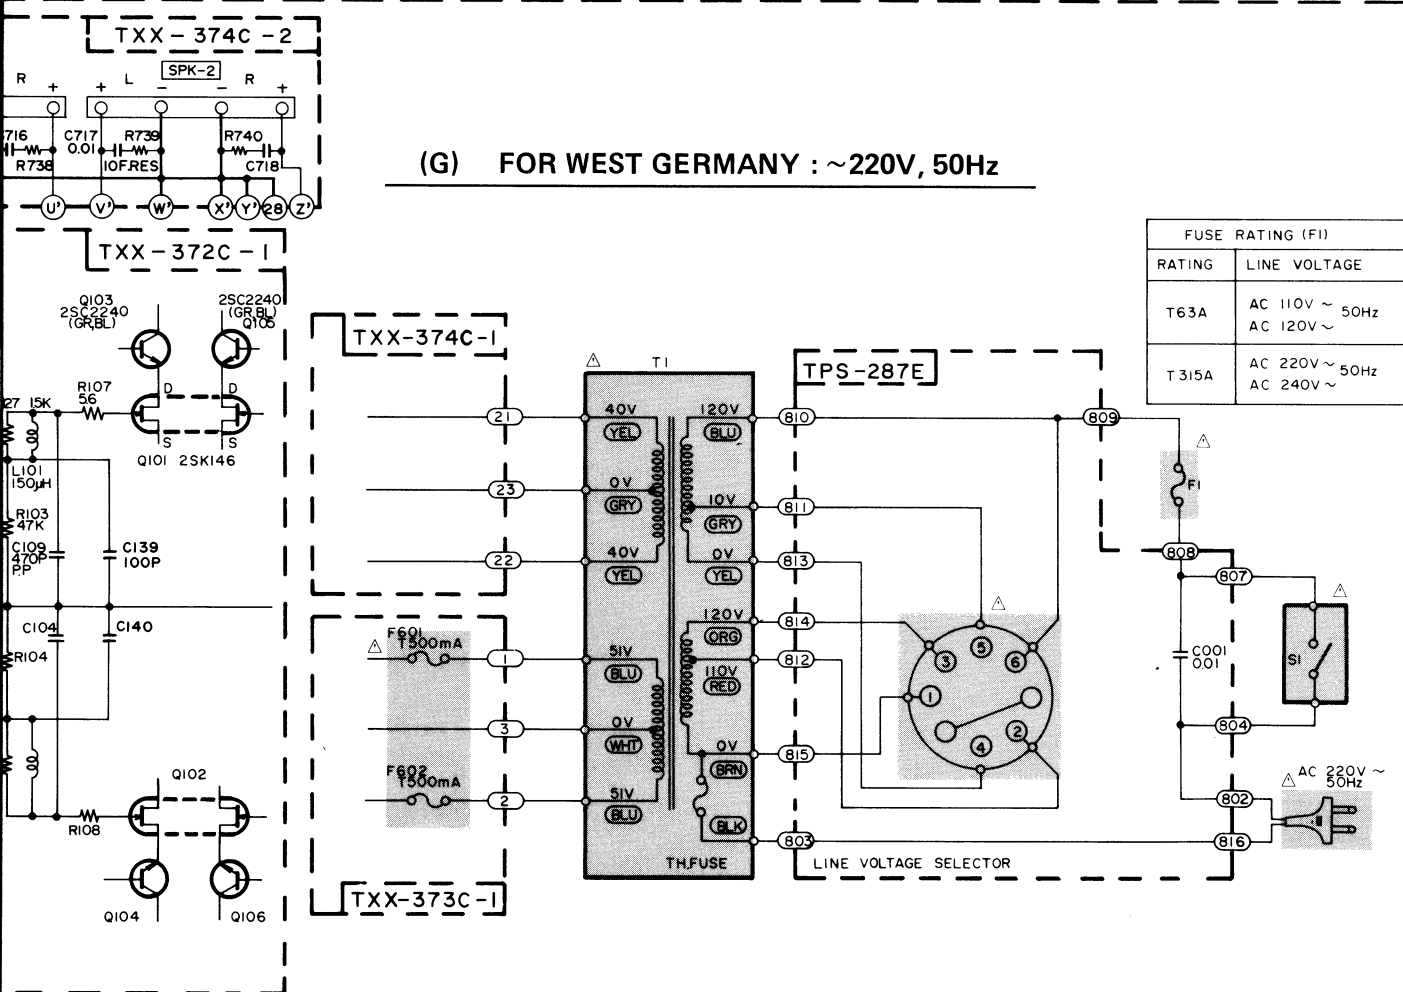 TXX-374C-2
SPK-2
R
L
R
+
+
−
−
+
C717
0.01
R739
R740
R738
10F.RES
C718
U'
V'
W'
X'
Y'
28
Z'
(G) FOR WEST GERMANY : ~220V, 50Hz
TXX-372C-1
Q103
2SC2240
(GR,BL)
2SC2240
(GR,BL)
Q105
R107
56
D
D
S
S
15K
Q101 2SK146
L101
150μH
R103
47K
C109
470P
P.P
C139
100P
C104
C140
R104
Q102
R108
Q104
Q106
TXX-374C-1
21
23
22
F601
T500mA
1
3
F602
T500mA
2
TXX-373C-1
T1
40V
YEL
0V
GRY
40V
YEL
51V
BLU
0V
WHT
51V
BLU
120V
BLU
10V
GRY
0V
YEL
120V
ORG
110V
RED
0V
BRN
BLK
TH.FUSE
TPS-287E
810
809
811
813
814
812
815
803
3
5
6
1
4
2
LINE VOLTAGE SELECTOR
FUSE RATING (F1)
RATING
LINE VOLTAGE
T63A
AC 110V ~ 50Hz
AC 120V ~
T315A
AC 220V ~ 50Hz
AC 240V ~
F1
808
807
C001
0.01
S1
804
802
816
AC 220V ~
50Hz